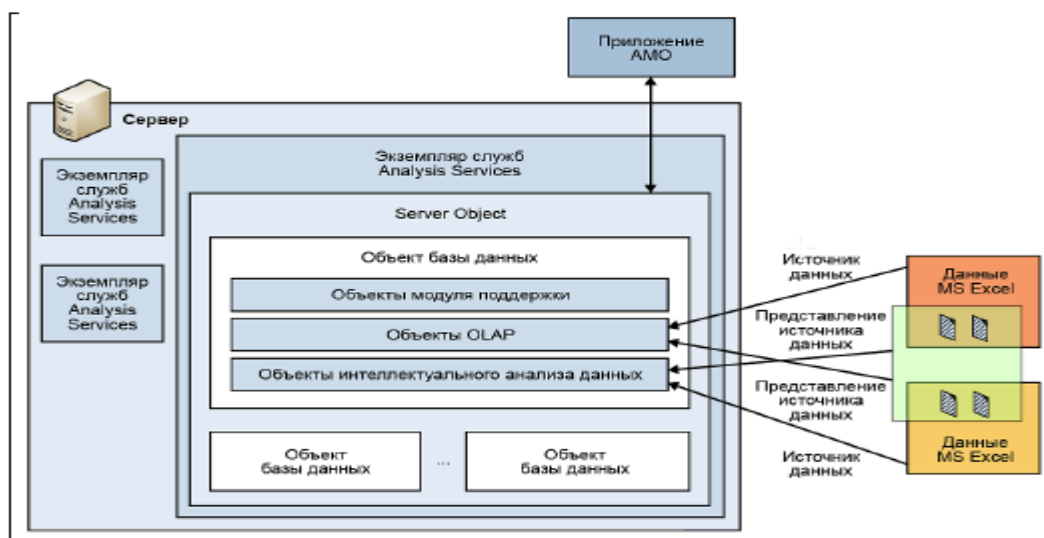 Приложение
АМО
Сервер
Экземпляр
служб
Analysis
Services
Экземпляр
служб
Analysis
Services
Экземпляр служб
Analysis Services
Server Object
Объект базы данных
Объекты модуля поддержки
Объекты OLAP
Объекты интеллектуального анализа данных
Объект
базы данных
...
Объект
базы данных
Источник
данных
Представление
источника
данных
Представление
источника
данных
Источник
данных
Данные
MS Excel
Данные
MS Excel